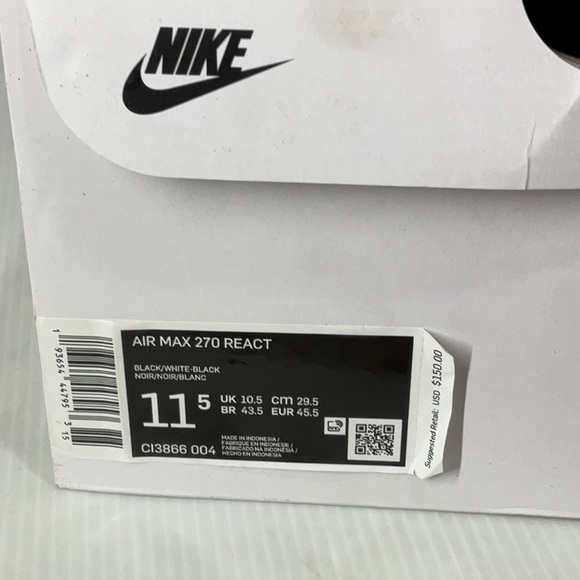 NIKE
AIR MAX 270 REACT
BLACK/WHITE-BLACK
NOIR/NOIR/BLANC
11.5
UK 10.5 cm 29.5
BR 43.5 EUR 45.5
CI3866 004
MADE IN INDONESIA /
FABRIQUE EN INDONESIE /
FABRICADO NA INDONÉSIA /
HECHO EN INDONESIA
Suggested Retail: USD $150.00
1 93654 44795 3 15